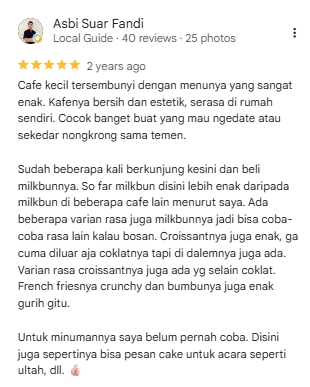 Asbi Suar Fandi
Local Guide · 40 reviews · 25 photos
2 years ago
Cafe kecil tersembunyi dengan menunya yang sangat
enak. Kafenya bersih dan estetik, serasa di rumah
sendiri. Cocok banget buat yang mau ngedate atau
sekedar nongkrong sama temen.
Sudah beberapa kali berkunjung kesini dan beli
milkbunnya. So far milkbun disini lebih enak daripada
milkbun di beberapa cafe lain menurut saya. Ada
beberapa varian rasa juga milkbunnya jadi bisa coba-
coba rasa lain kalau bosan. Croissantnya juga enak, ga
cuma diluar aja coklatnya tapi di dalemnya juga ada.
Varian rasa croissantnya juga ada yg selain coklat.
French friesnya crunchy dan bumbunya juga enak
gurih gitu.
Untuk minumannya saya belum pernah coba. Disini
juga sepertinya bisa pesan cake untuk acara seperti
ultah, dll. 👍🏻